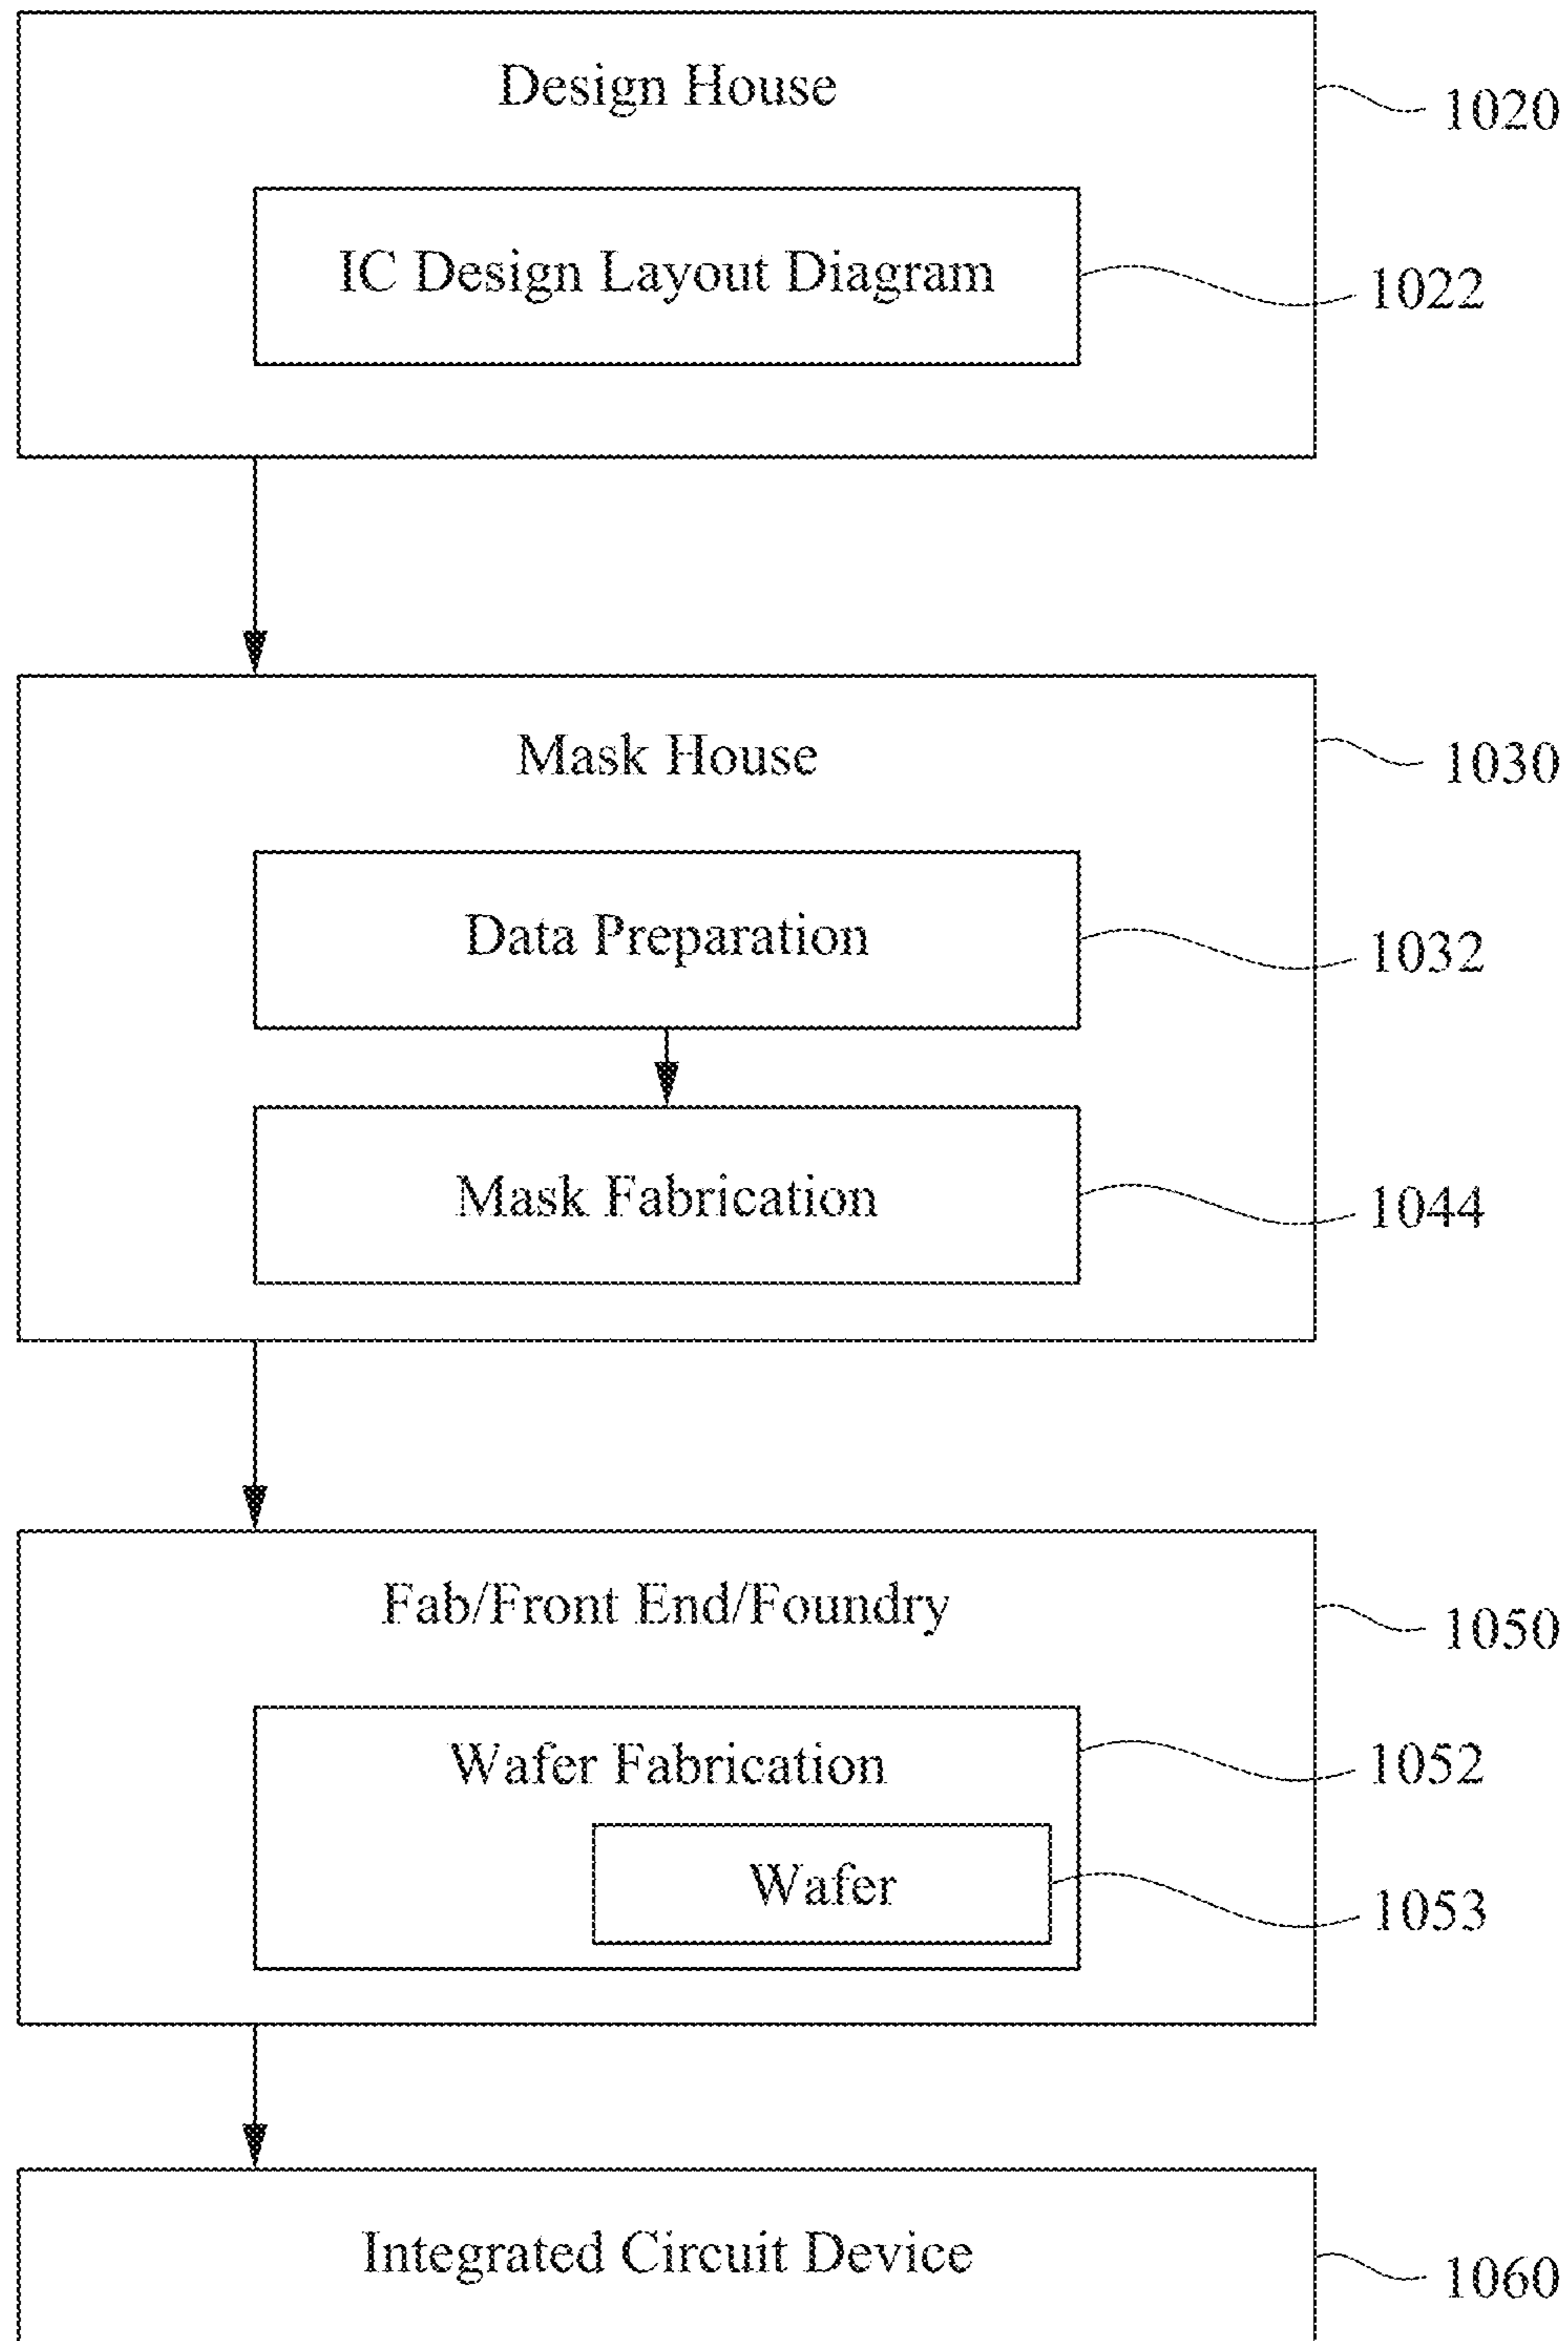 Design House
1020
IC Design Layout Diagram
1022
Mask House
1030
Data Preparation
1032
Mask Fabrication
1044
Fab/Front End/Foundry
1050
Wafer Fabrication
1052
Wafer
1053
Integrated Circuit Device
1060